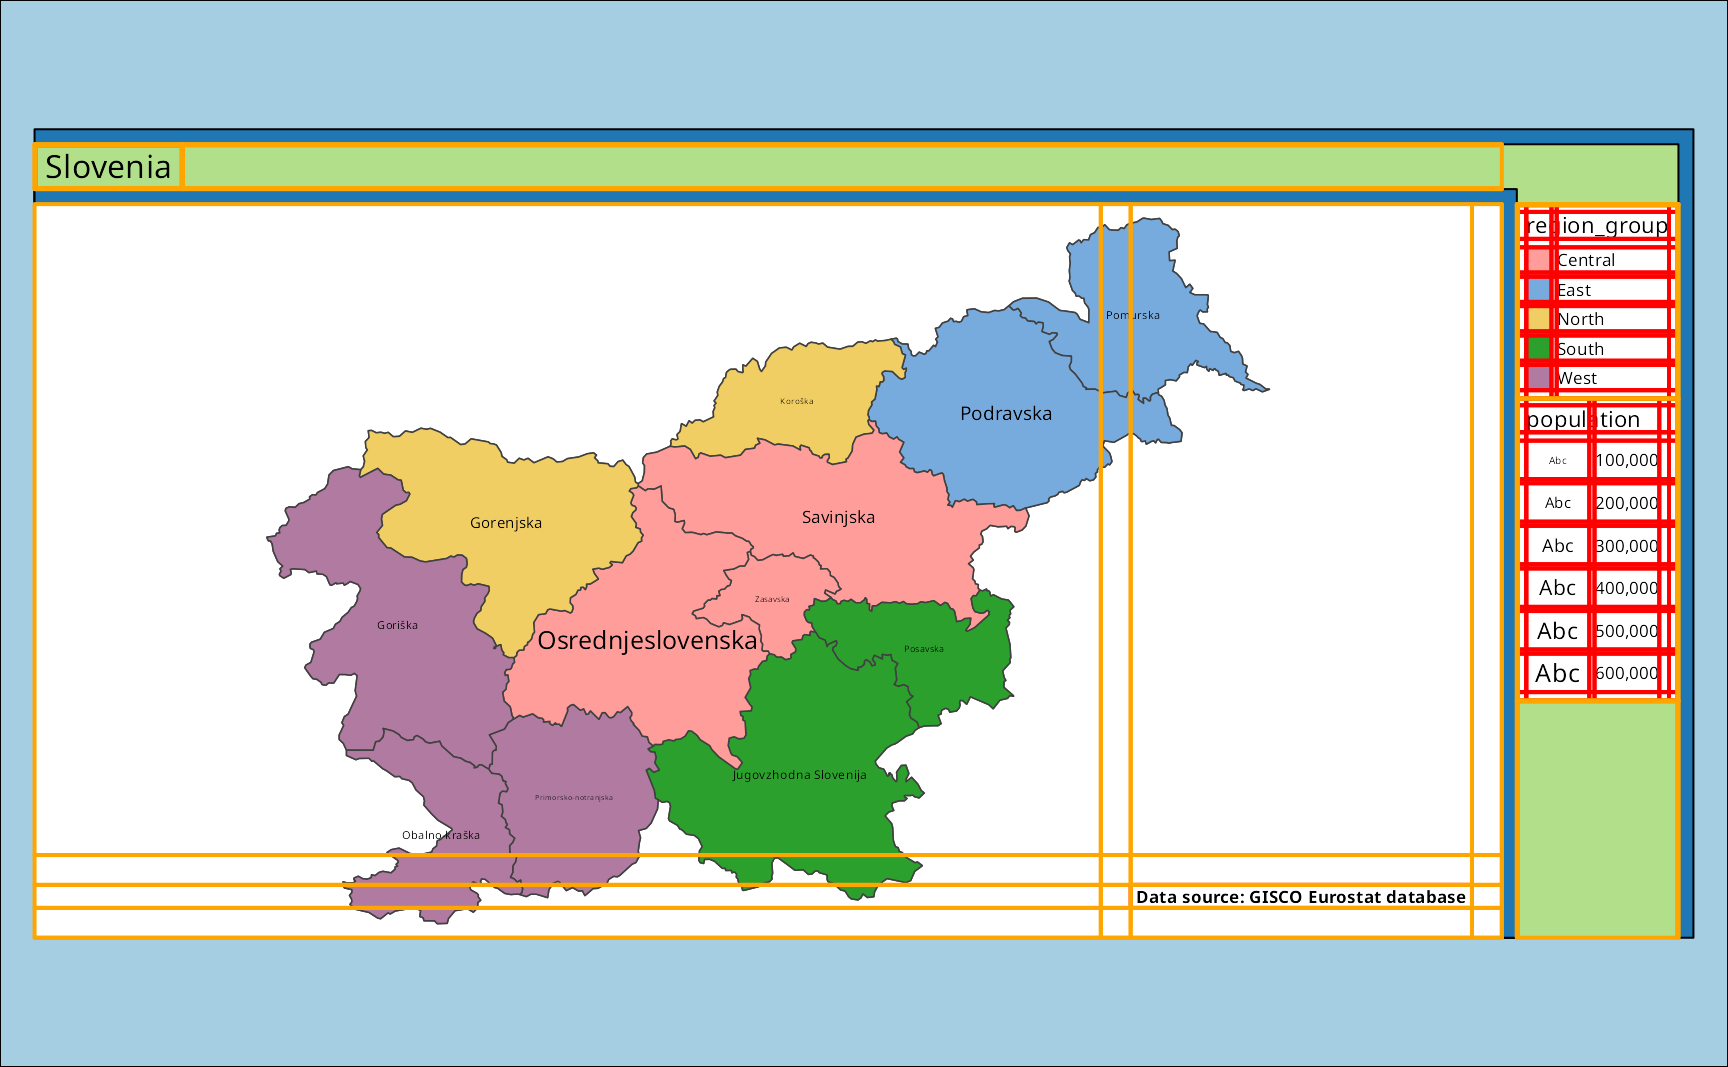 Slovenia
Pomurska
Koroška
Podravska
Gorenjska
Savinjska
Zasavska
Goriška
Osrednjeslovenska
Posavska
Jugovzhodna Slovenija
Primorsko-notranjska
Obalno-kraška
Data source: GISCO Eurostat database
region_group
Central
East
North
South
West
population
Abc 100,000
Abc 200,000
Abc 300,000
Abc 400,000
Abc 500,000
Abc 600,000